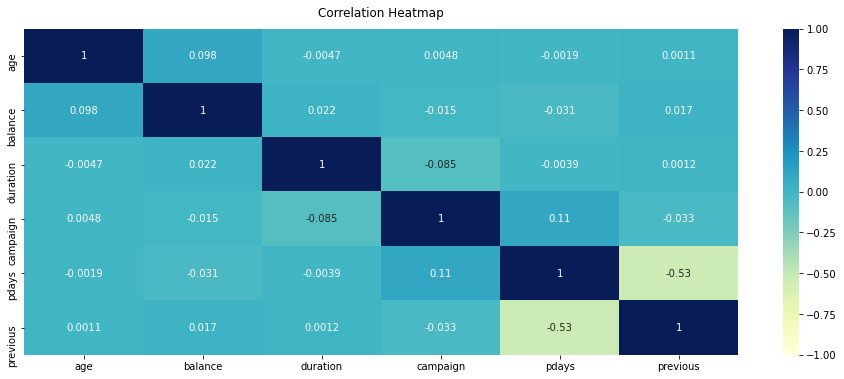 Correlation Heatmap
age 1 0.098 -0.0047 0.0048 -0.0019 0.0011
balance 0.098 1 0.022 -0.015 -0.031 0.017
duration -0.0047 0.022 1 -0.085 -0.0039 0.0012
campaign 0.0048 -0.015 -0.085 1 0.11 -0.033
pdays -0.0019 -0.031 -0.0039 0.11 1 -0.53
previous 0.0011 0.017 0.0012 -0.033 -0.53 1
age balance duration campaign pdays previous
1.00
0.75
0.50
0.25
0.00
−0.25
−0.50
−0.75
−1.00